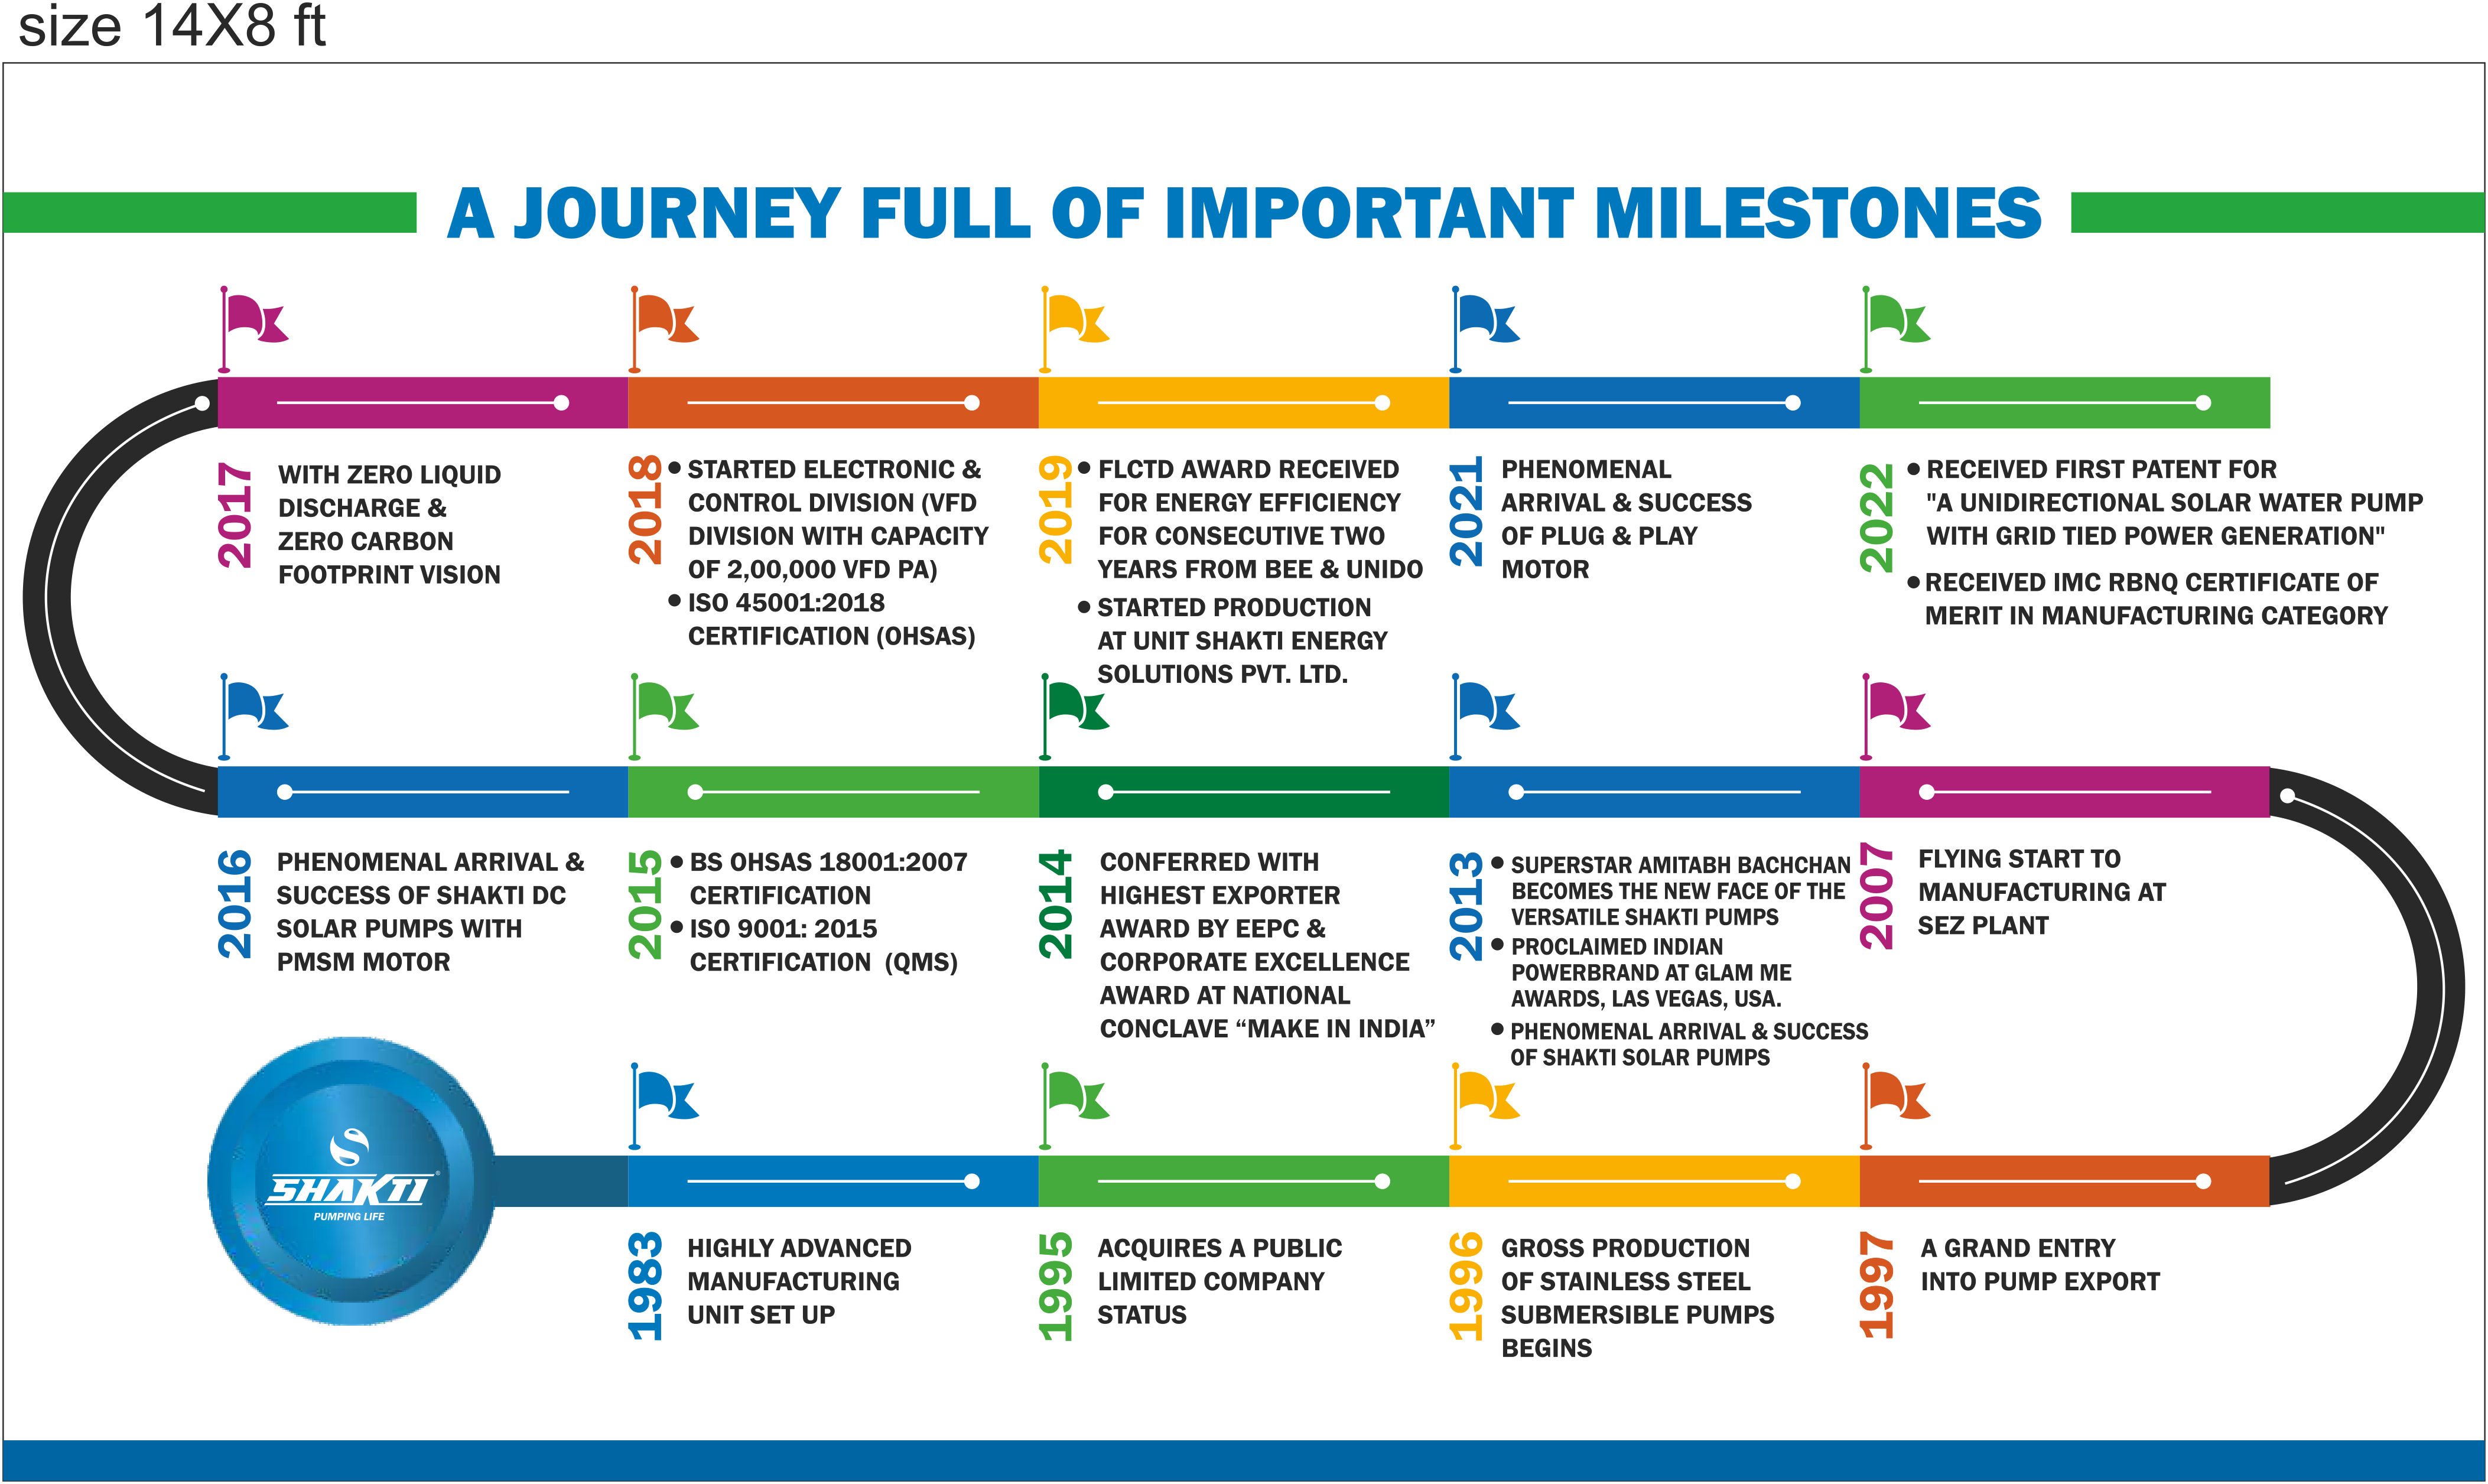 size 14X8 ft
A JOURNEY FULL OF IMPORTANT MILESTONES
2017
WITH ZERO LIQUID
DISCHARGE &
ZERO CARBON
FOOTPRINT VISION
2018
• STARTED ELECTRONIC &
CONTROL DIVISION (VFD
DIVISION WITH CAPACITY
OF 2,00,000 VFD PA)
• ISO 45001:2018
CERTIFICATION (OHSAS)
2019
• FLCTD AWARD RECEIVED
FOR ENERGY EFFICIENCY
FOR CONSECUTIVE TWO
YEARS FROM BEE & UNIDO
• STARTED PRODUCTION
AT UNIT SHAKTI ENERGY
SOLUTIONS PVT. LTD.
2021
PHENOMENAL
ARRIVAL & SUCCESS
OF PLUG & PLAY
MOTOR
2022
• RECEIVED FIRST PATENT FOR
"A UNIDIRECTIONAL SOLAR WATER PUMP
WITH GRID TIED POWER GENERATION"
• RECEIVED IMC RBNQ CERTIFICATE OF
MERIT IN MANUFACTURING CATEGORY
2016
PHENOMENAL ARRIVAL &
SUCCESS OF SHAKTI DC
SOLAR PUMPS WITH
PMSM MOTOR
2015
• BS OHSAS 18001:2007
CERTIFICATION
• ISO 9001: 2015
CERTIFICATION (QMS)
2014
CONFERRED WITH
HIGHEST EXPORTER
AWARD BY EEPC &
CORPORATE EXCELLENCE
AWARD AT NATIONAL
CONCLAVE “MAKE IN INDIA”
2013
• SUPERSTAR AMITABH BACHCHAN
BECOMES THE NEW FACE OF THE
VERSATILE SHAKTI PUMPS
• PROCLAIMED INDIAN
POWERBRAND AT GLAM ME
AWARDS, LAS VEGAS, USA.
• PHENOMENAL ARRIVAL & SUCCESS
OF SHAKTI SOLAR PUMPS
2007
FLYING START TO
MANUFACTURING AT
SEZ PLANT
SHAKTI®
PUMPING LIFE
1983
HIGHLY ADVANCED
MANUFACTURING
UNIT SET UP
1995
ACQUIRES A PUBLIC
LIMITED COMPANY
STATUS
1996
GROSS PRODUCTION
OF STAINLESS STEEL
SUBMERSIBLE PUMPS
BEGINS
1997
A GRAND ENTRY
INTO PUMP EXPORT